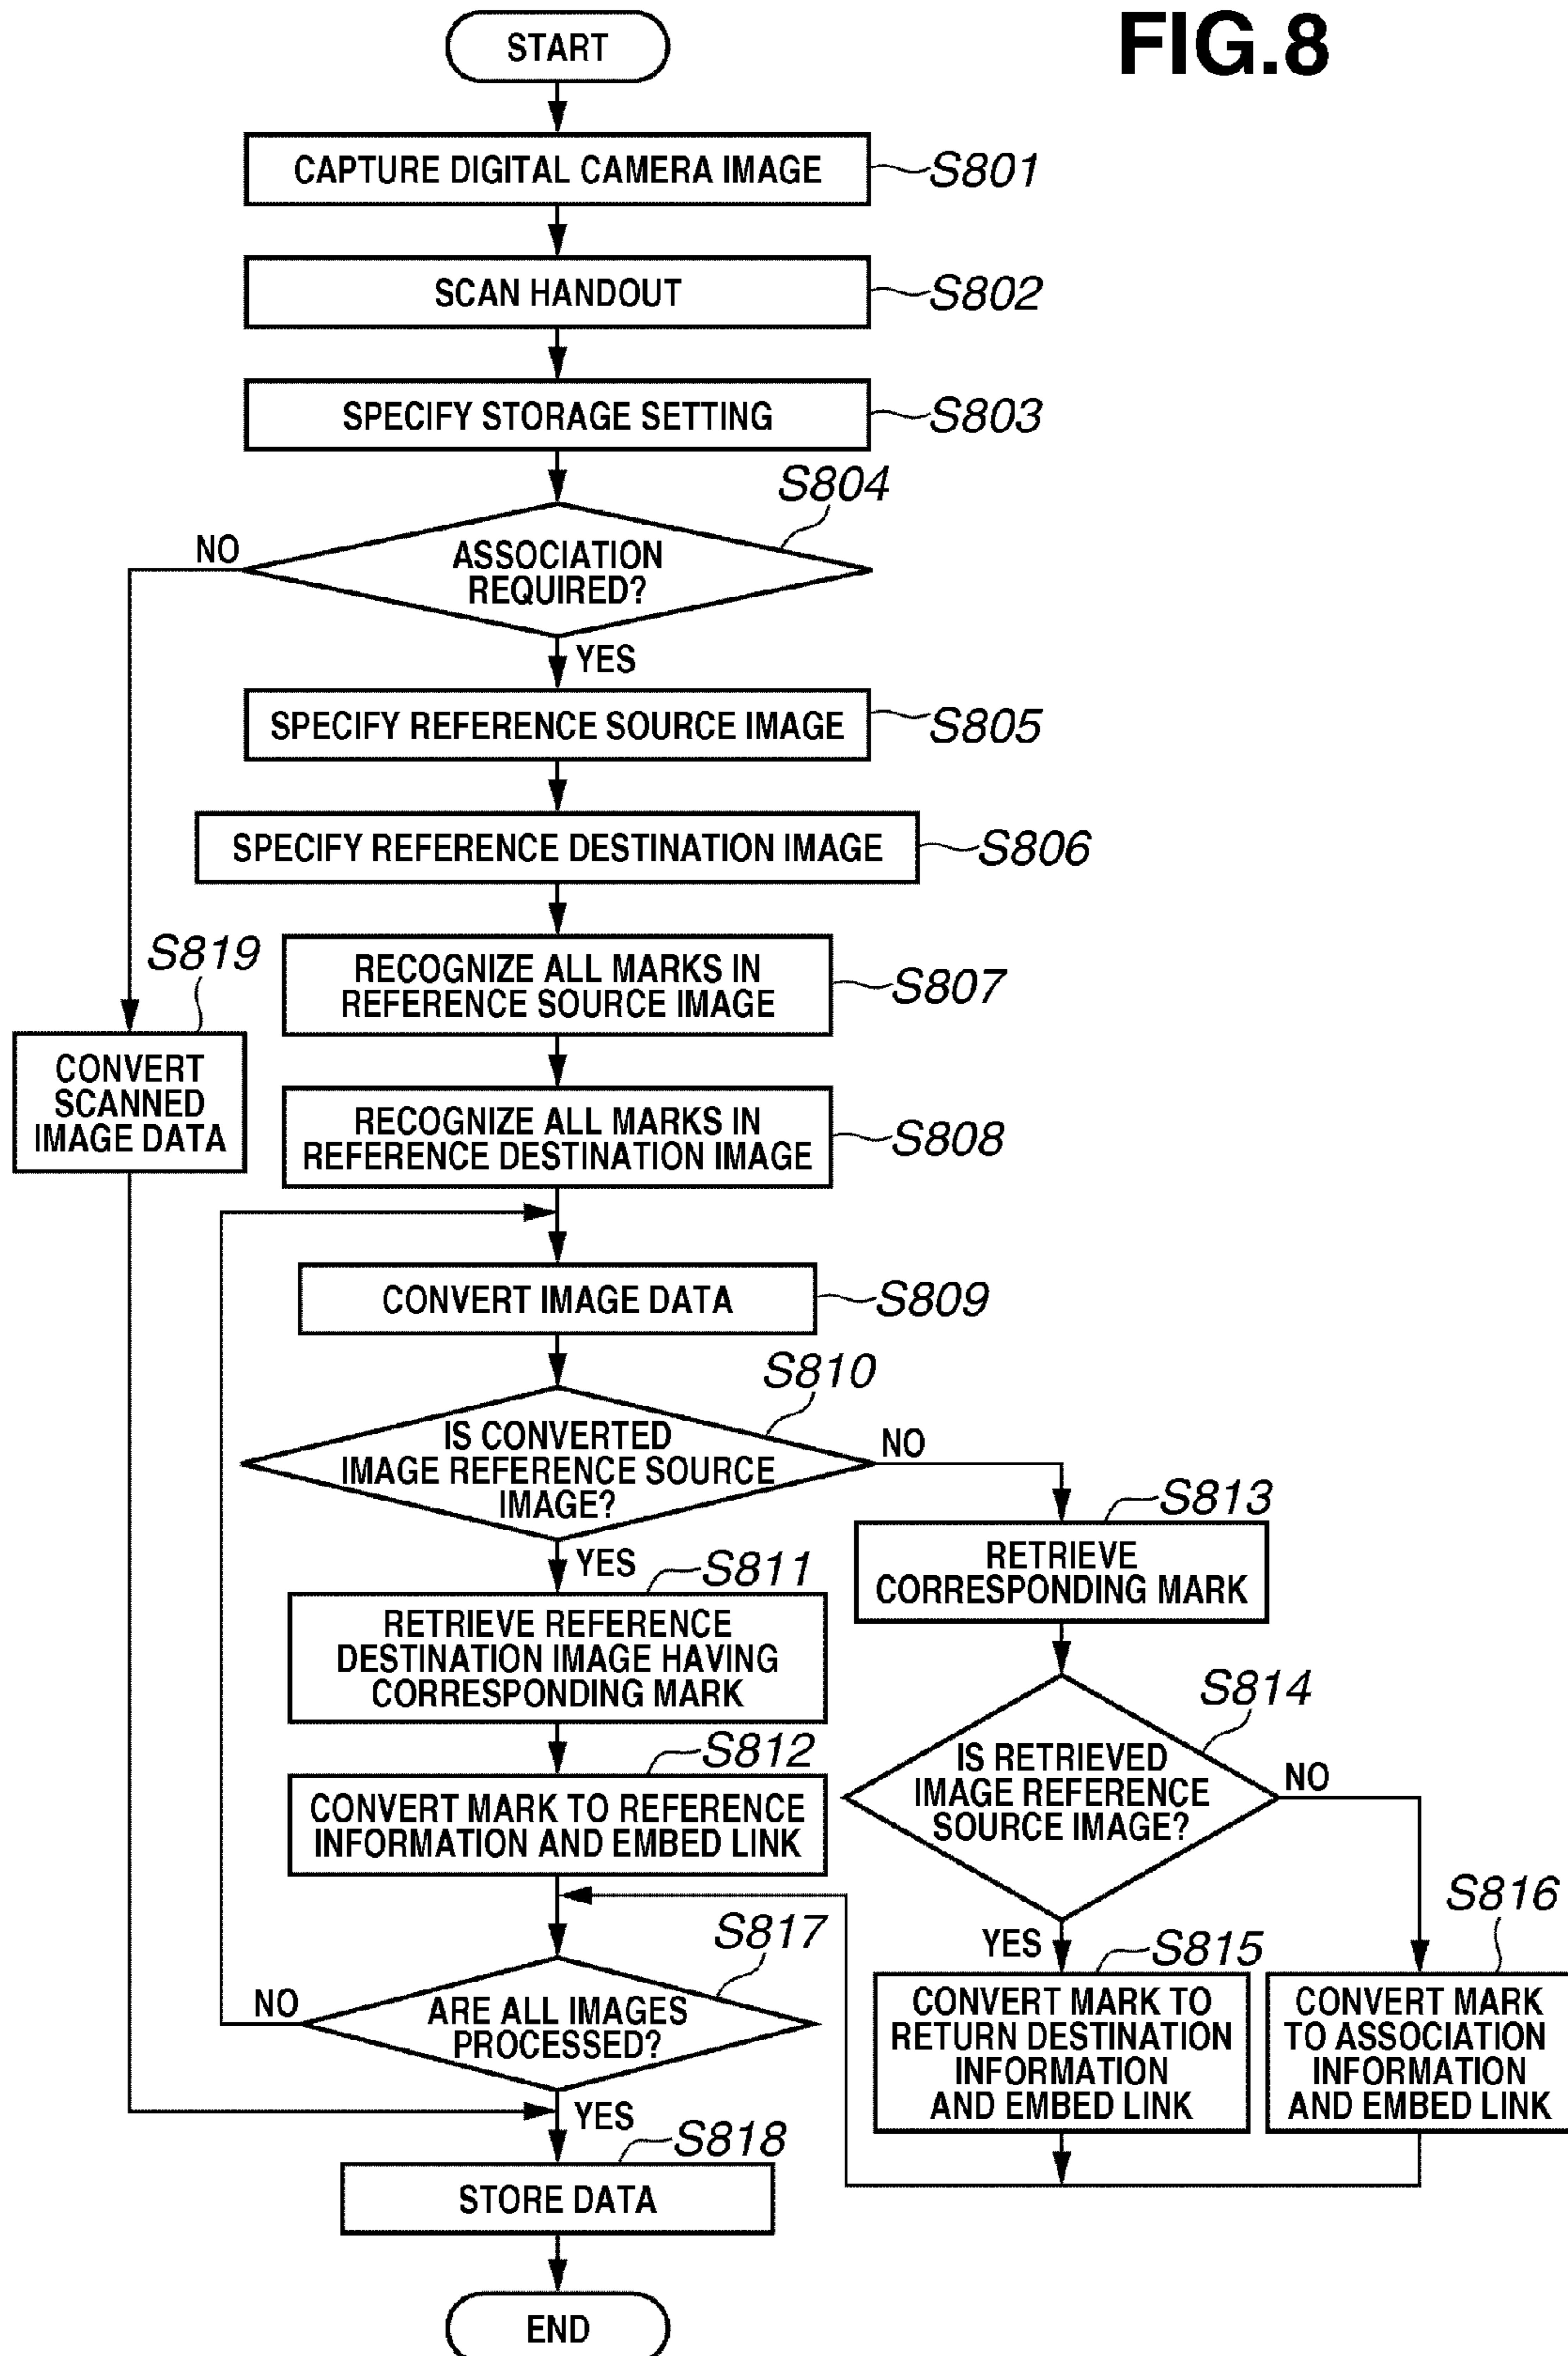 FIG.8
START
CAPTURE DIGITAL CAMERA IMAGE
S801
SCAN HANDOUT
S802
SPECIFY STORAGE SETTING
S803
S804
ASSOCIATION
REQUIRED?
NO
YES
SPECIFY REFERENCE SOURCE IMAGE
S805
SPECIFY REFERENCE DESTINATION IMAGE
S806
RECOGNIZE ALL MARKS IN
REFERENCE SOURCE IMAGE
S807
S819
CONVERT
SCANNED
IMAGE DATA
RECOGNIZE ALL MARKS IN
REFERENCE DESTINATION IMAGE
S808
CONVERT IMAGE DATA
S809
S810
IS CONVERTED
IMAGE REFERENCE SOURCE
IMAGE?
NO
YES
S811
RETRIEVE REFERENCE
DESTINATION IMAGE HAVING
CORRESPONDING MARK
S812
CONVERT MARK TO REFERENCE
INFORMATION AND EMBED LINK
S813
RETRIEVE
CORRESPONDING MARK
S814
IS RETRIEVED
IMAGE REFERENCE
SOURCE IMAGE?
NO
YES
S815
CONVERT MARK TO
RETURN DESTINATION
INFORMATION
AND EMBED LINK
S816
CONVERT MARK
TO ASSOCIATION
INFORMATION
AND EMBED LINK
S817
ARE ALL IMAGES
PROCESSED?
NO
YES
S818
STORE DATA
END